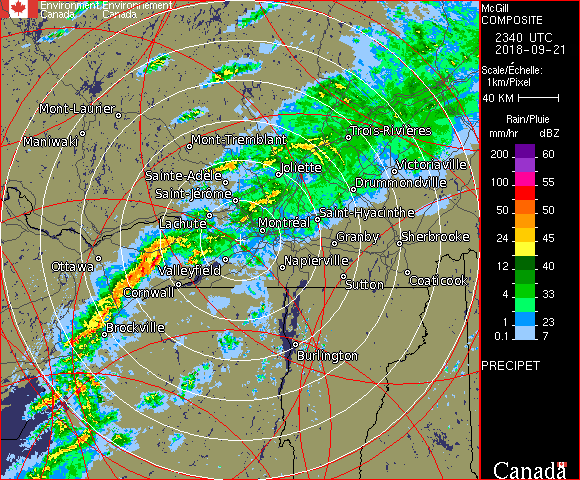 Environment Environnement
Canada Canada
McGill
COMPOSITE
2340 UTC
2018-09-21
Scale/Échelle:
1km/Pixel
40 KM
Rain/Pluie
mm/hr dBZ
200 60
100 55
50 50
24 45
12 40
4 33
1 23
0.1 7
PRECIPET
Canada
Mont-Laurier
Maniwaki
Mont-Tremblant
Trois-Rivières
Sainte-Adèle
Joliette
Victoriaville
Saint-Jérôme
Drummondville
Lachute
Montréal
Saint-Hyacinthe
Granby
Sherbrooke
Ottawa
Valleyfield
Napierville
Cornwall
Sutton
Coaticook
Brockville
Burlington